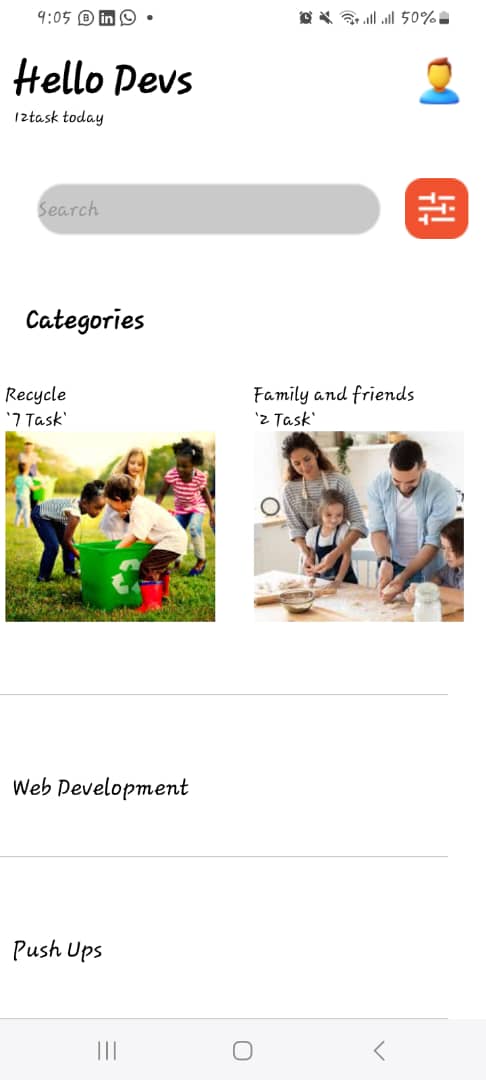 9:05
50%
Hello Devs
12task today
Search
Categories
Recycle
`7 Task`
Family and friends
`2 Task`
Web Development
Push Ups